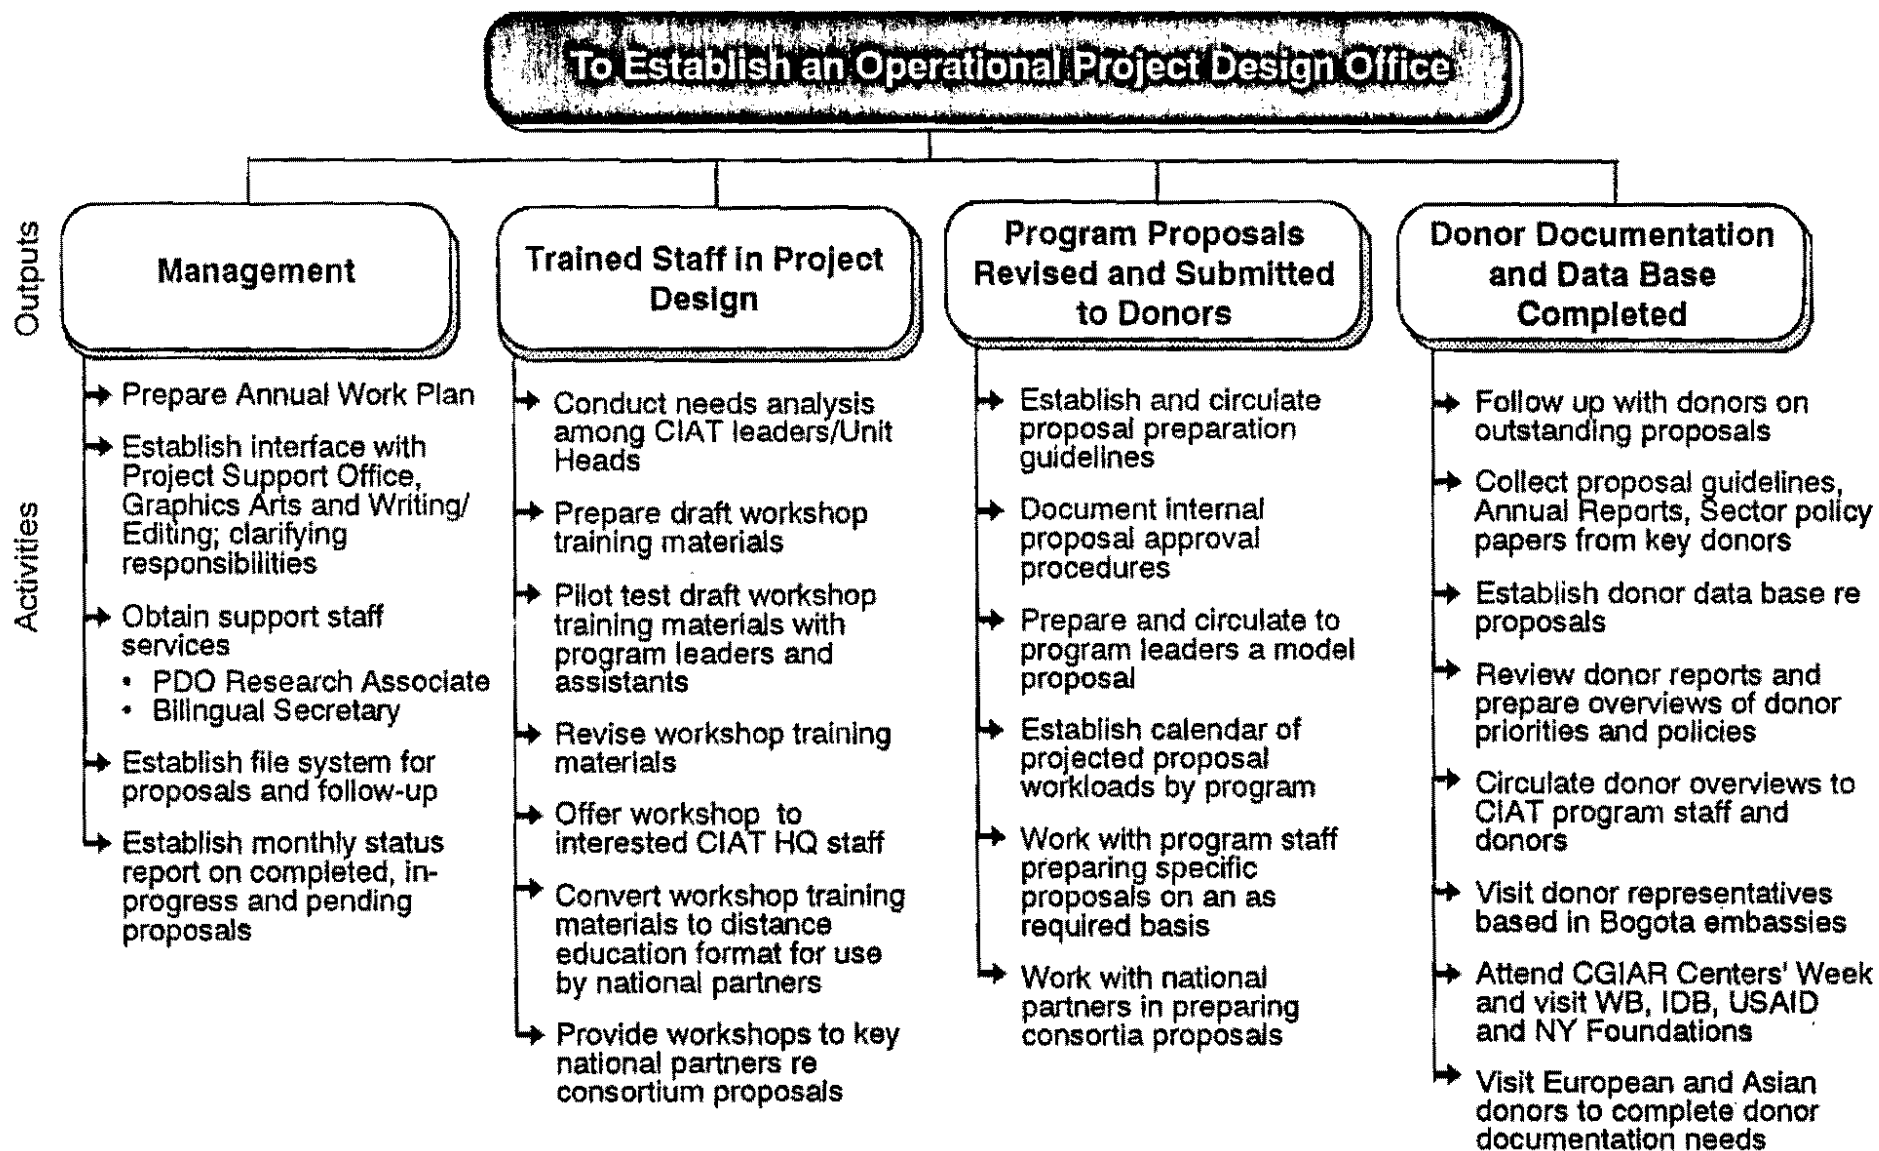 To Establish an Operational Project Design Office
Outputs
Management
Trained Staff in Project
Design
Program Proposals
Revised and Submitted
to Donors
Donor Documentation
and Data Base
Completed
Activities
Prepare Annual Work Plan
Establish interface with
Project Support Office,
Graphics Arts and Writing/
Editing; clarifying
responsibilities
Obtain support staff
services
• PDO Research Associate
• Bilingual Secretary
Establish file system for
proposals and follow-up
Establish monthly status
report on completed, in-
progress and pending
proposals
Conduct needs analysis
among CIAT leaders/Unit
Heads
Prepare draft workshop
training materials
Pilot test draft workshop
training materials with
program leaders and
assistants
Revise workshop training
materials
Offer workshop to
interested CIAT HQ staff
Convert workshop training
materials to distance
education format for use
by national partners
Provide workshops to key
national partners re
consortium proposals
Establish and circulate
proposal preparation
guidelines
Document internal
proposal approval
procedures
Prepare and circulate to
program leaders a model
proposal
Establish calendar of
projected proposal
workloads by program
Work with program staff
preparing specific
proposals on an as
required basis
Work with national
partners in preparing
consortia proposals
Follow up with donors on
outstanding proposals
Collect proposal guidelines,
Annual Reports, Sector policy
papers from key donors
Establish donor data base re
proposals
Review donor reports and
prepare overviews of donor
priorities and policies
Circulate donor overviews to
CIAT program staff and
donors
Visit donor representatives
based in Bogota embassies
Attend CGIAR Centers' Week
and visit WB, IDB, USAID
and NY Foundations
Visit European and Asian
donors to complete donor
documentation needs